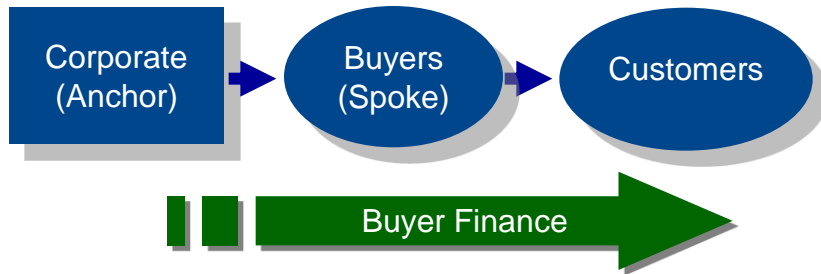 Corporate
(Anchor)
Buyers
(Spoke)
Customers
Buyer Finance